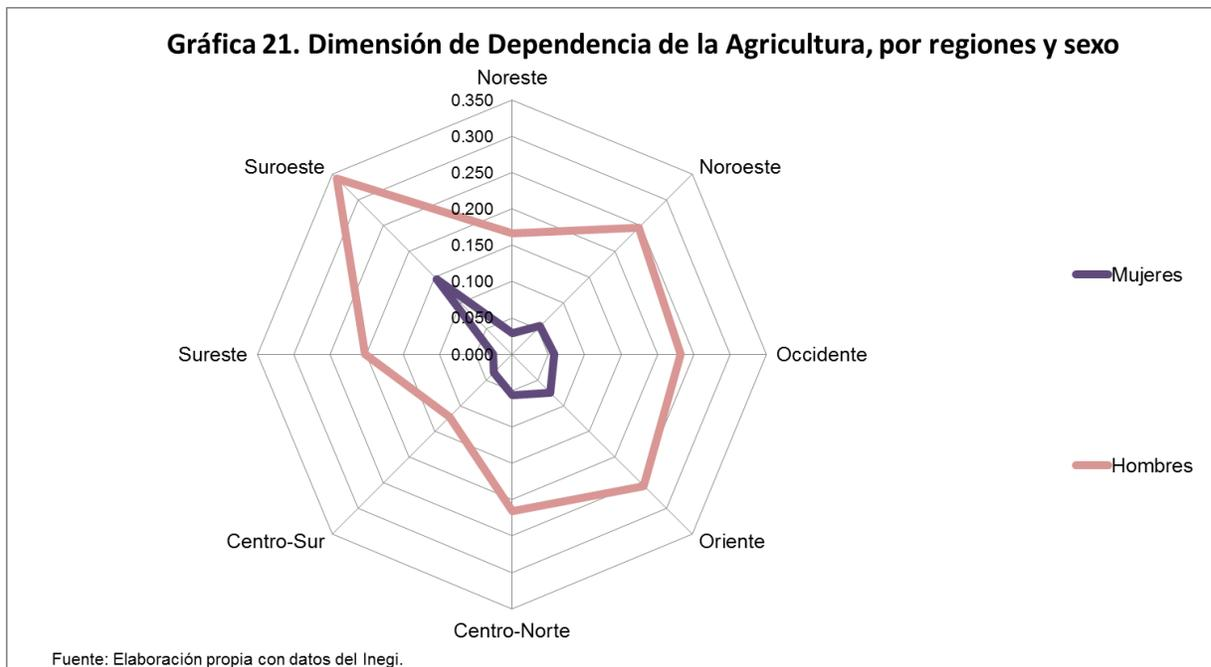 Gráfica 21. Dimensión de Dependencia de la Agricultura, por regiones y sexo
Noreste
0.350
0.300
Suroeste
Noroeste
0.250
0.200
0.150
0.100
Mujeres
0.050
Sureste
0.000
Occidente
Hombres
Centro-Sur
Oriente
Centro-Norte
Fuente: Elaboración propia con datos del Inegi.